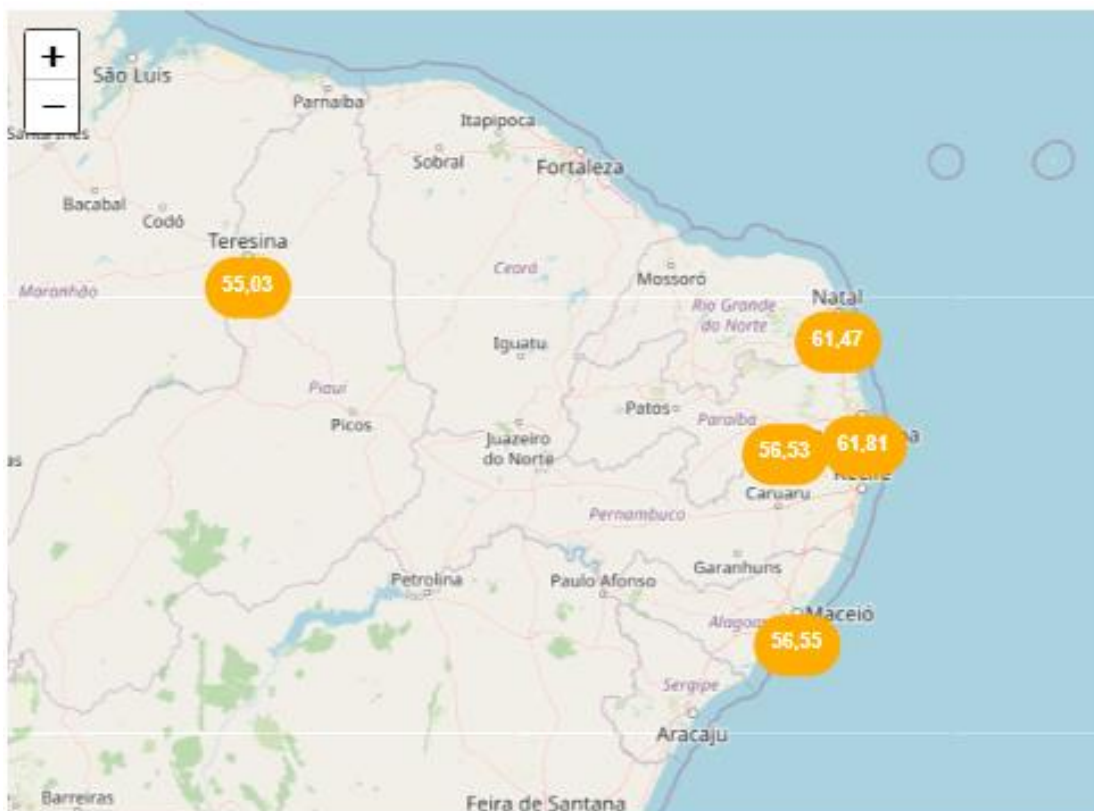 +
São Luis
−
Parnaíba
Itapipoca
Sobral
Fortaleza
Bacabal
Codó
Teresina
55,03
Maranhão
Ceará
Mossoró
Rio Grande
do Norte
Natal
61,47
Iguatu
Piauí
Picos
Patos
Paraíba
Juazeiro
do Norte
56,53
61,81
Caruaru
Pernambuco
Garanhuns
Petrolina
Paulo Afonso
Maceió
56,55
Sergipe
Aracaju
Barreiras
Feira de Santana